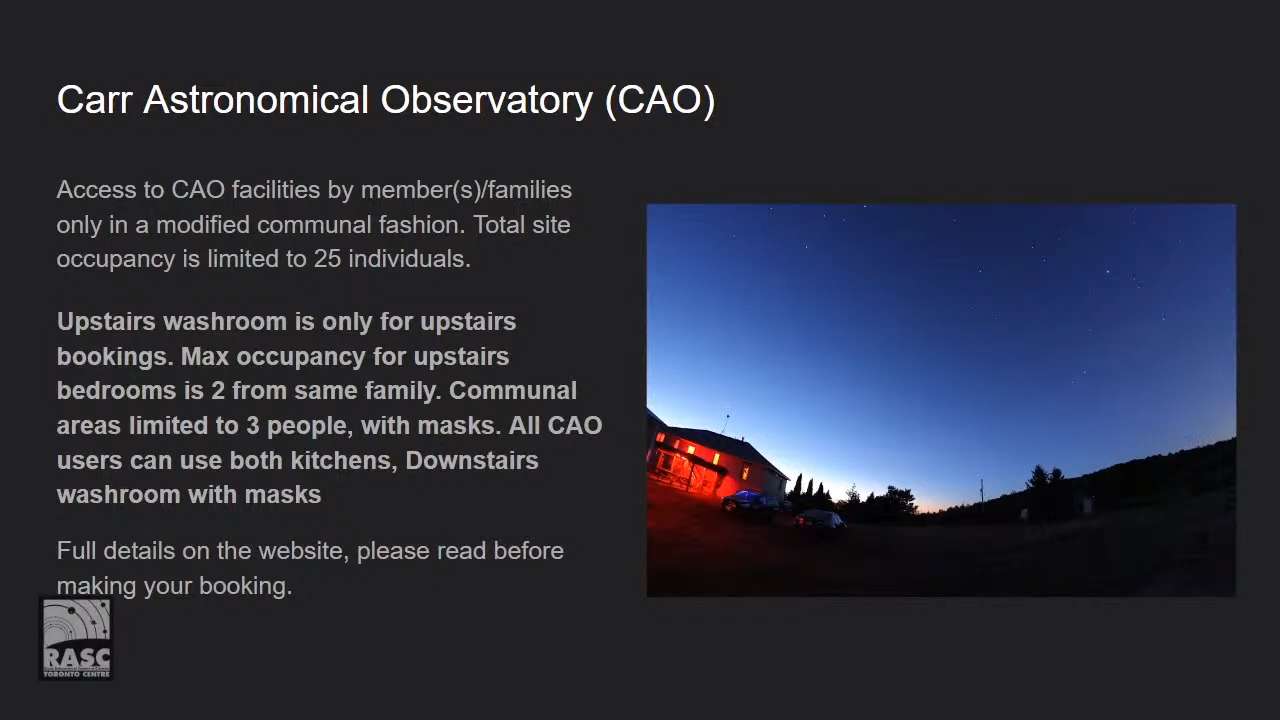 Carr Astronomical Observatory (CAO)
Access to CAO facilities by member(s)/families
only in a modified communal fashion. Total site
occupancy is limited to 25 individuals.
Upstairs washroom is only for upstairs
bookings. Max occupancy for upstairs
bedrooms is 2 from same family. Communal
areas limited to 3 people, with masks. All CAO
users can use both kitchens, Downstairs
washroom with masks
Full details on the website, please read before
making your booking.
RASC
TORONTO CENTRE